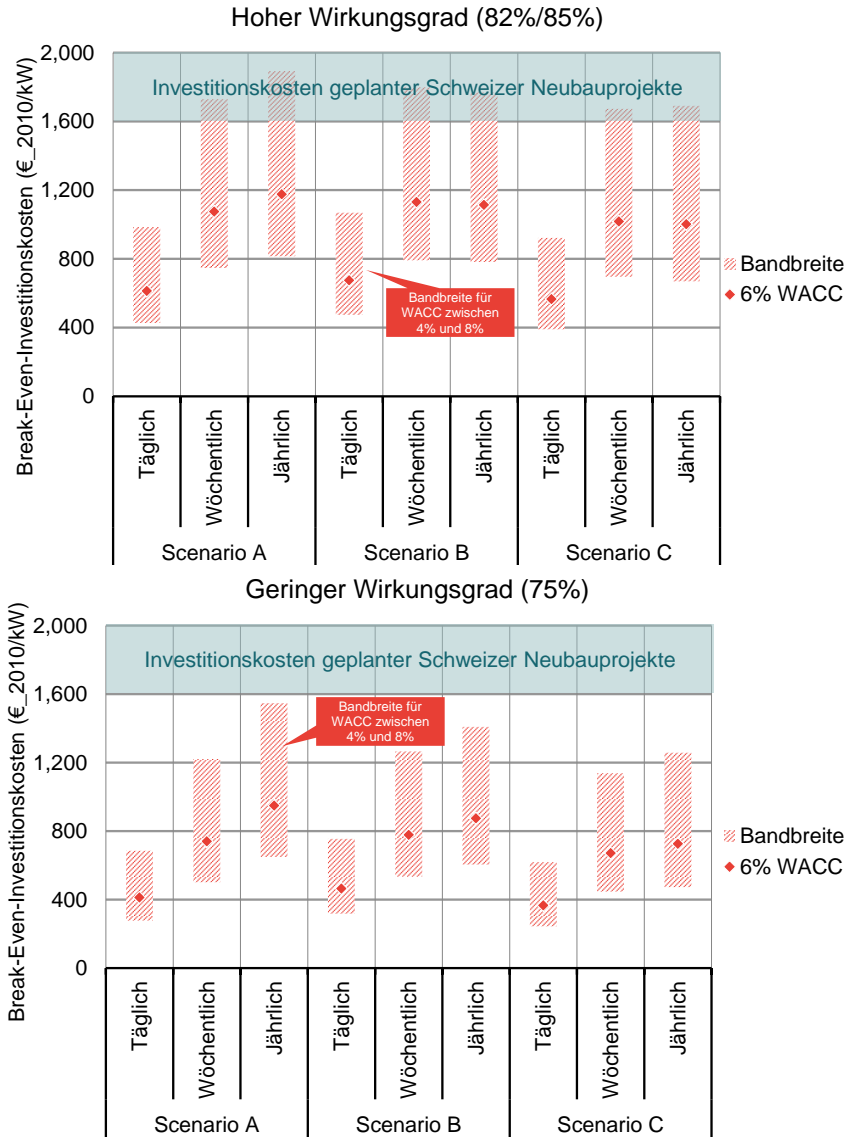 Hoher Wirkungsgrad (82%/85%)
Break-Even-Investitionskosten (€_2010/kW)
2,000
1,600
1,200
800
400
0
Investitionskosten geplanter Schweizer Neubauprojekte
Bandbreite für
WACC zwischen
4% und 8%
Bandbreite
6% WACC
Täglich
Wöchentlich
Jährlich
Täglich
Wöchentlich
Jährlich
Täglich
Wöchentlich
Jährlich
Scenario A
Scenario B
Scenario C
Geringer Wirkungsgrad (75%)
Break-Even-Investitionskosten (€_2010/kW)
2,000
1,600
1,200
800
400
0
Investitionskosten geplanter Schweizer Neubauprojekte
Bandbreite für
WACC zwischen
4% und 8%
Bandbreite
6% WACC
Täglich
Wöchentlich
Jährlich
Täglich
Wöchentlich
Jährlich
Täglich
Wöchentlich
Jährlich
Scenario A
Scenario B
Scenario C